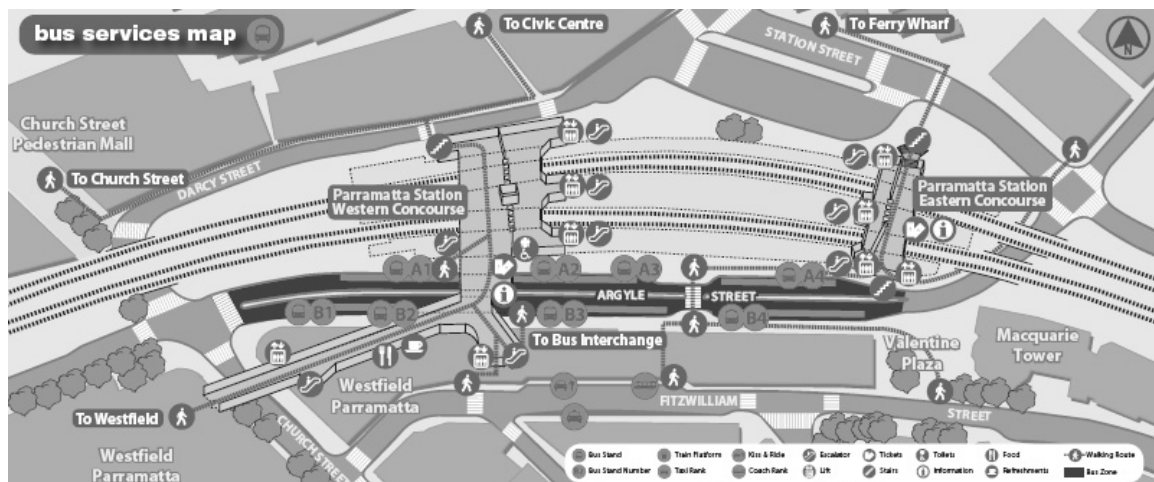 bus services map
To Civic Centre
To Ferry Wharf
N
STATION STREET
Church Street
Pedestrian Mall
To Church Street
DARCY STREET
Parramatta Station
Western Concourse
Parramatta Station
Eastern Concourse
i
A1
A2
A3
A4
i
ARGYLE
STREET
B1
B2
B3
B4
To Bus Interchange
Valentine
Plaza
Macquarie
Tower
Westfield
Parramatta
FITZWILLIAM
STREET
To Westfield
CHURCH STREET
Westfield
Parramatta
Bus Stand
Train Platform
Kiss & Ride
Escalator
Tickets
Toilets
Food
Walking Route
Bus Stand Number
Taxi Rank
Coach Rank
Lift
Stairs
Information
Refreshments
Bus Zone